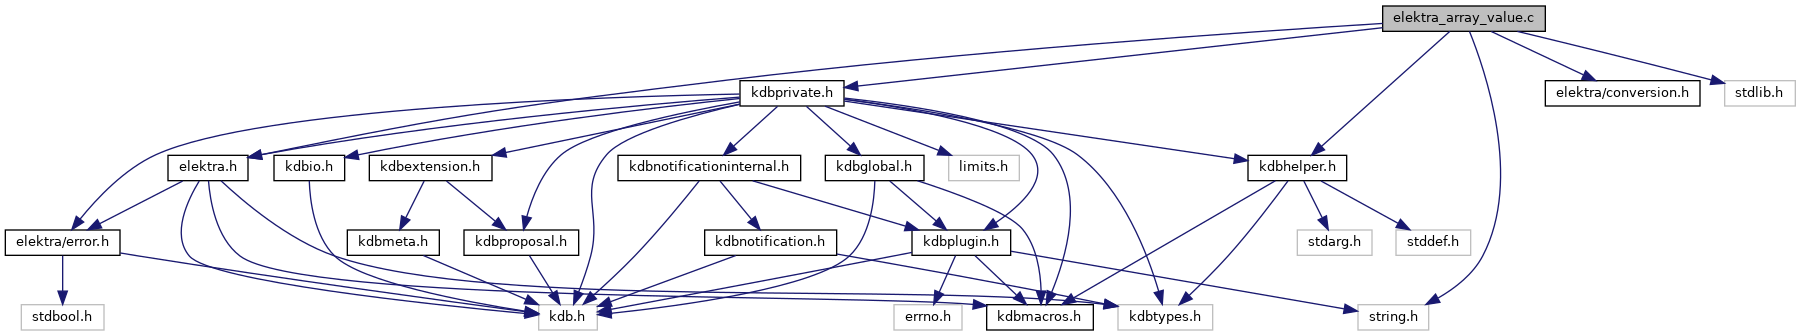 elektra_array_value.c
kdbprivate.h
elektra/conversion.h
stdlib.h
elektra.h
kdbio.h
kdbextension.h
kdbnotificationinternal.h
kdbglobal.h
limits.h
kdbhelper.h
elektra/error.h
kdbmeta.h
kdbproposal.h
kdbnotification.h
kdbplugin.h
stdarg.h
stddef.h
stdbool.h
kdb.h
errno.h
kdbmacros.h
kdbtypes.h
string.h